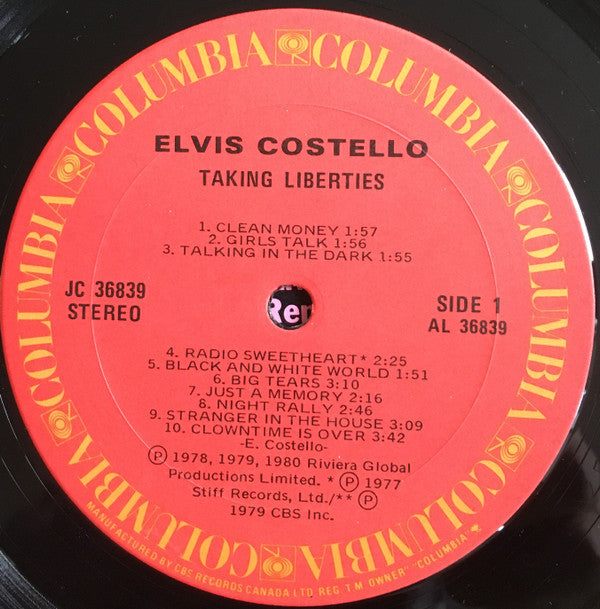 COLUMBIA COLUMBIA COLUMBIA COLUMBIA COLUMBIA COLUMBIA
ELVIS COSTELLO
TAKING LIBERTIES
1. CLEAN MONEY 1:57
2. GIRLS TALK 1:56
3. TALKING IN THE DARK 1:55
JC 36839
STEREO
SIDE 1
AL 36839
Rer
4. RADIO SWEETHEART* 2:25
5. BLACK AND WHITE WORLD 1:51
6. BIG TEARS 3:10
7. JUST A MEMORY 2:16
8. NIGHT RALLY 2:46
9. STRANGER IN THE HOUSE 3:09
10. CLOWNTIME IS OVER 3:42
-E. Costello-
Ⓟ 1978, 1979, 1980 Riviera Global
Productions Limited. * Ⓟ 1977
Stiff Records, Ltd./** Ⓟ
1979 CBS Inc.
MANUFACTURED BY CBS RECORDS CANADA LTD REG T M OWNER "COLUMBIA"